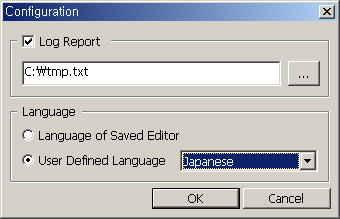 Configuration
Log Report
C:₩tmp.txt
...
Language
Language of Saved Editor
User Defined Language
Japanese
OK
Cancel